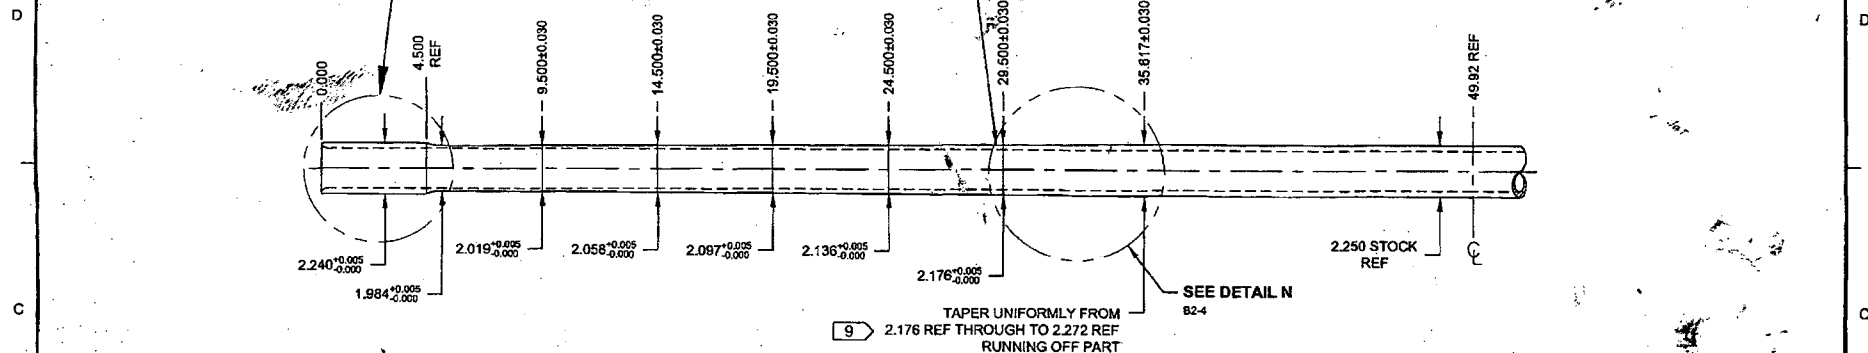 D
D
0.000
4.500
REF
9.500±0.030
14.500±0.030
19.500±0.030
24.500±0.030
29.500±0.030
35.617±0.030
49.92 REF
2.240 +0.005 -0.000
1.984 +0.005 -0.000
2.019 +0.005 -0.000
2.058 +0.005 -0.000
2.097 +0.005 -0.000
2.136 +0.005 -0.000
2.176 +0.005 -0.000
2.250 STOCK
REF
SEE DETAIL N
B2-4
TAPER UNIFORMLY FROM
9 2.176 REF THROUGH TO 2.272 REF
RUNNING OFF PART
C
C